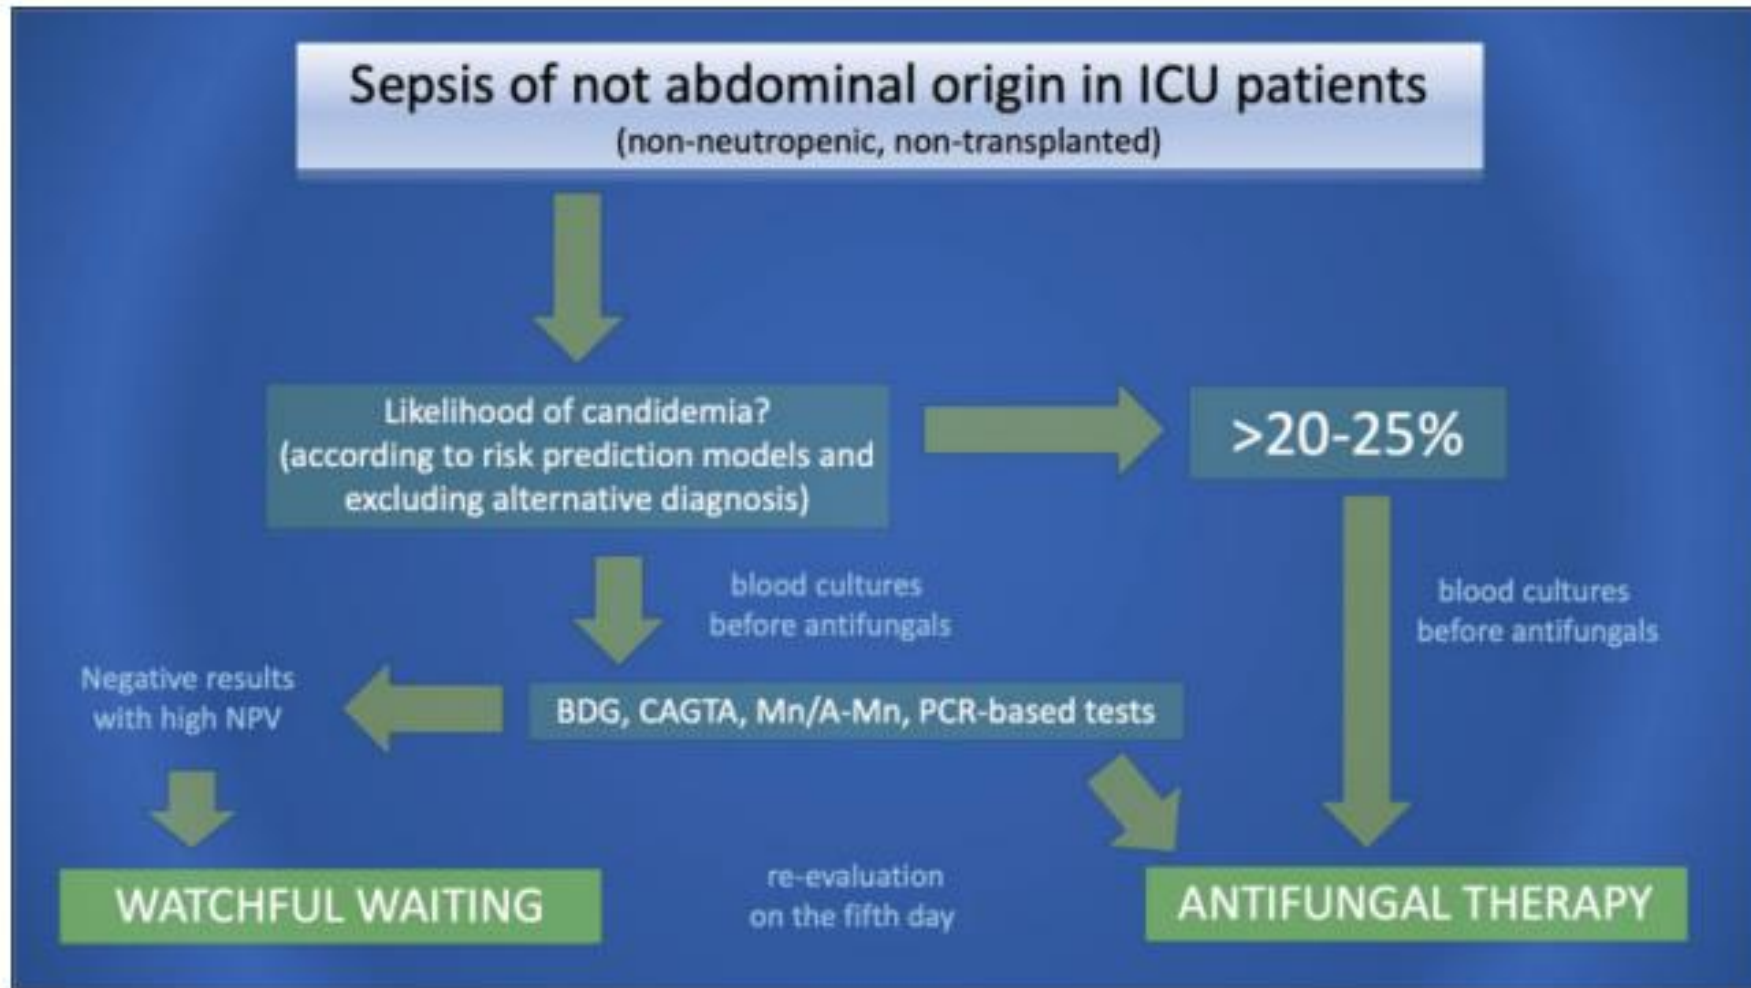 Sepsis of not abdominal origin in ICU patients
(non-neutropenic, non-transplanted)
Likelihood of candidemia?
(according to risk prediction models and
excluding alternative diagnosis)
>20-25%
blood cultures
before antifungals
blood cultures
before antifungals
Negative results
with high NPV
BDG, CAGTA, Mn/A-Mn, PCR-based tests
WATCHFUL WAITING
re-evaluation
on the fifth day
ANTIFUNGAL THERAPY